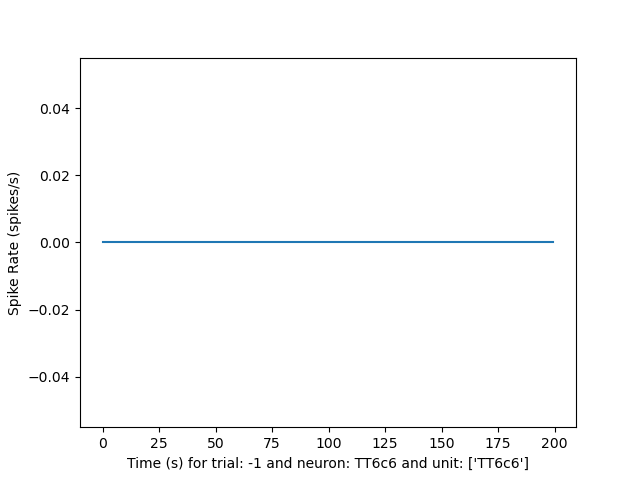 0.04
0.02
0.00
−0.02
−0.04
Spike Rate (spikes/s)
0 25 50 75 100 125 150 175 200
Time (s) for trial: -1 and neuron: TT6c6 and unit: ['TT6c6']